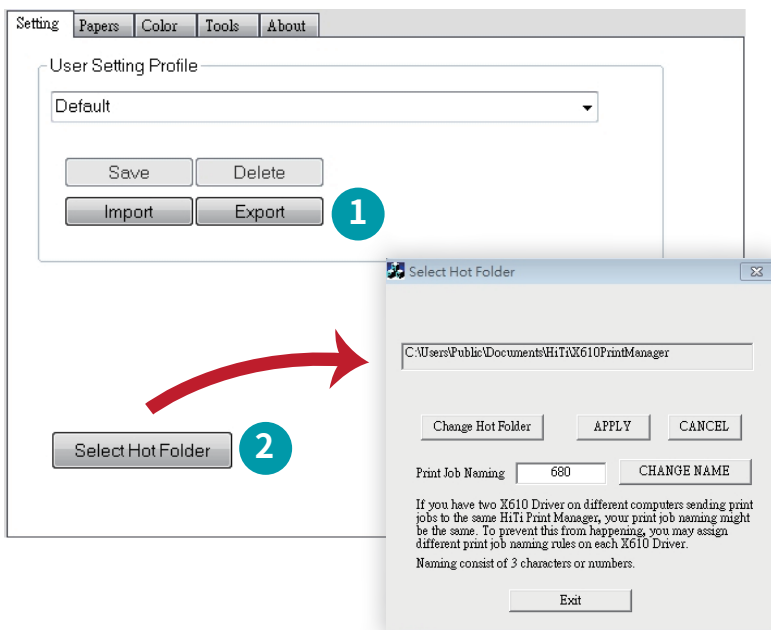 Setting Papers Color Tools About
User Setting Profile
Default
Save Delete
Import Export 1
Select Hot Folder 2
Select Hot Folder
C:\Users\Public\Documents\HiTi\X610PrintManager
Change Hot Folder APPLY CANCEL
Print Job Naming 680 CHANGE NAME
If you have two X610 Driver on different computers sending print
jobs to the same HiTi Print Manager, your print job naming might
be the same. To prevent this from happening, you may assign
different print job naming rules on each X610 Driver.
Naming consist of 3 characters or numbers.
Exit